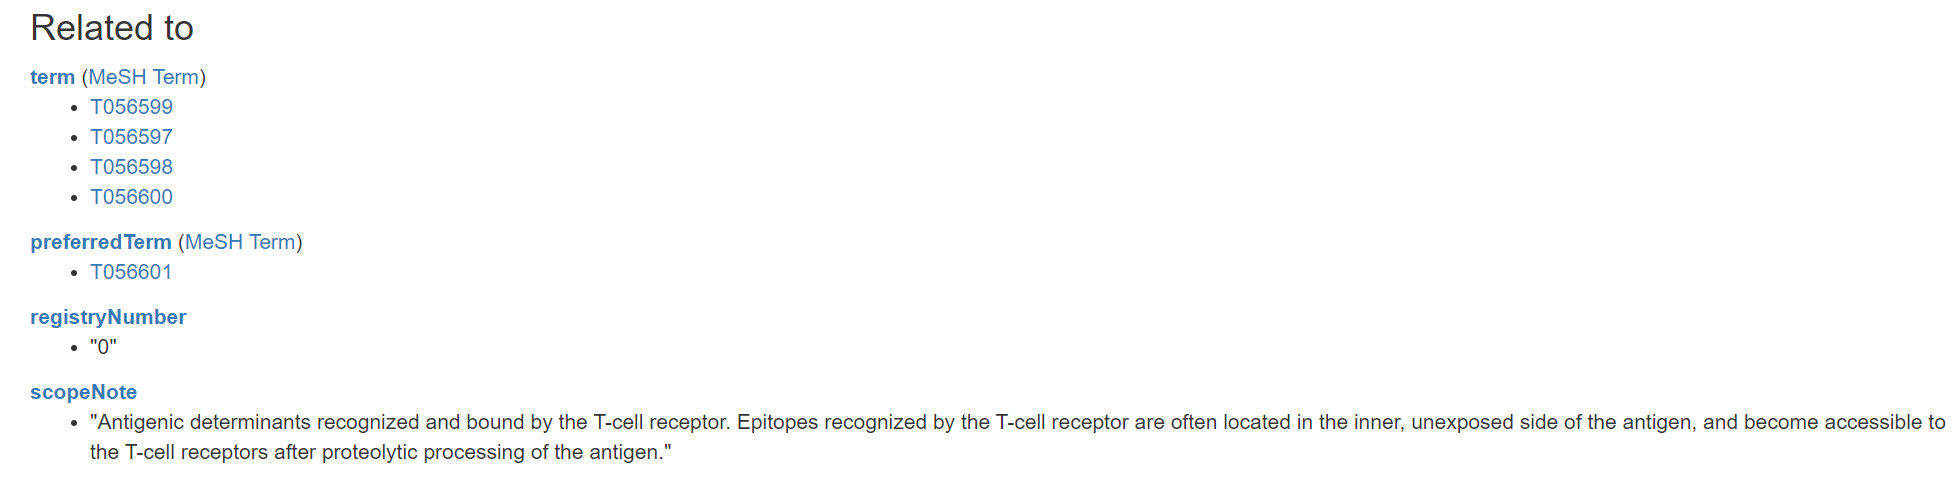 Related to
term (MeSH Term)
T056599
T056597
T056598
T056600
preferredTerm (MeSH Term)
T056601
registryNumber
"0"
scopeNote
"Antigenic determinants recognized and bound by the T-cell receptor. Epitopes recognized by the T-cell receptor are often located in the inner, unexposed side of the antigen, and become accessible to
the T-cell receptors after proteolytic processing of the antigen."